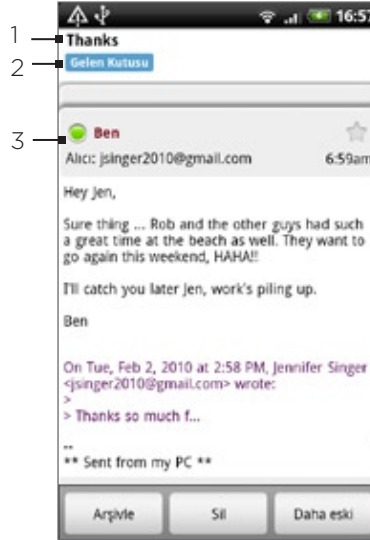 16:57
1
Thanks
2
Gelen Kutusu
3
Ben
Alıcı: jsinger2010@gmail.com 6:59am
Hey Jen,
Sure thing ... Rob and the other guys had such
a great time at the beach as well. They want to
go again this weekend, HAHA!!
I'll catch you later Jen, work's piling up.
Ben
On Tue, Feb 2, 2010 at 2:58 PM, Jennifer Singer
<jsinger2010@gmail.com> wrote:
>
> Thanks so much f...
--
** Sent from my PC **
Arşivle Sil Daha eski